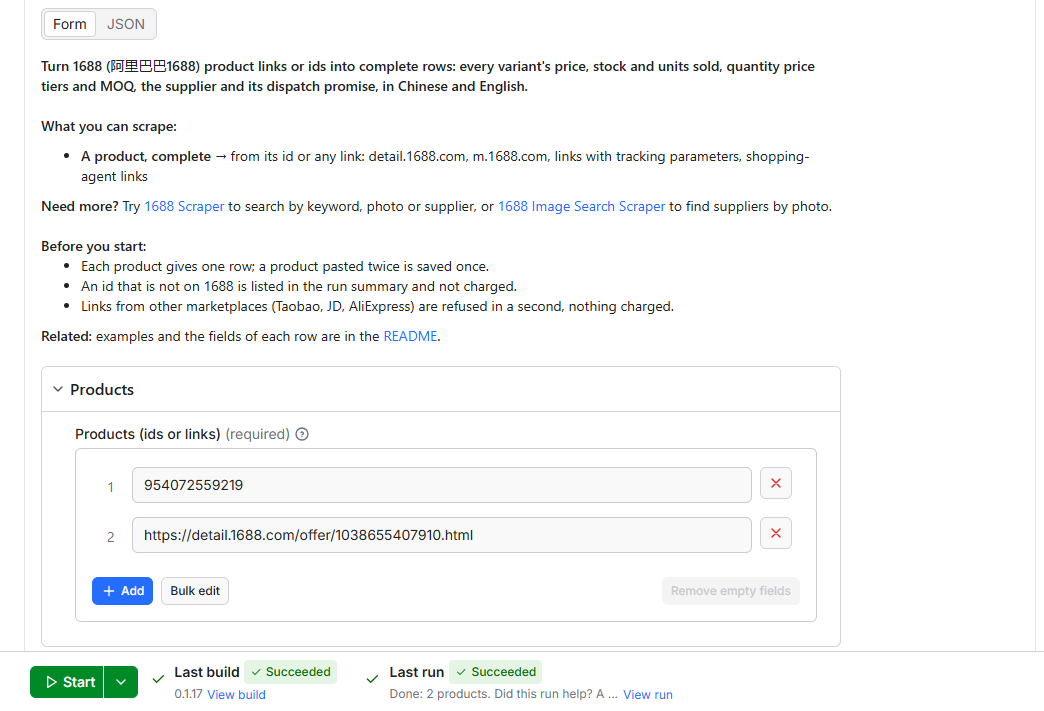 Form JSON
Turn 1688 (阿里巴巴1688) product links or ids into complete rows: every variant's price, stock and units sold, quantity price
tiers and MOQ, the supplier and its dispatch promise, in Chinese and English.
What you can scrape:
• A product, complete → from its id or any link: detail.1688.com, m.1688.com, links with tracking parameters, shopping-
agent links
Need more? Try 1688 Scraper to search by keyword, photo or supplier, or 1688 Image Search Scraper to find suppliers by photo.
Before you start:
• Each product gives one row; a product pasted twice is saved once.
• An id that is not on 1688 is listed in the run summary and not charged.
• Links from other marketplaces (Taobao, JD, AliExpress) are refused in a second, nothing charged.
Related: examples and the fields of each row are in the README.
Products
Products (ids or links) (required)
1 954072559219
2 https://detail.1688.com/offer/1038655407910.html
+ Add Bulk edit Remove empty fields
Start Last build Succeeded Last run Succeeded
0.1.17 View build Done: 2 products. Did this run help? A ... View run